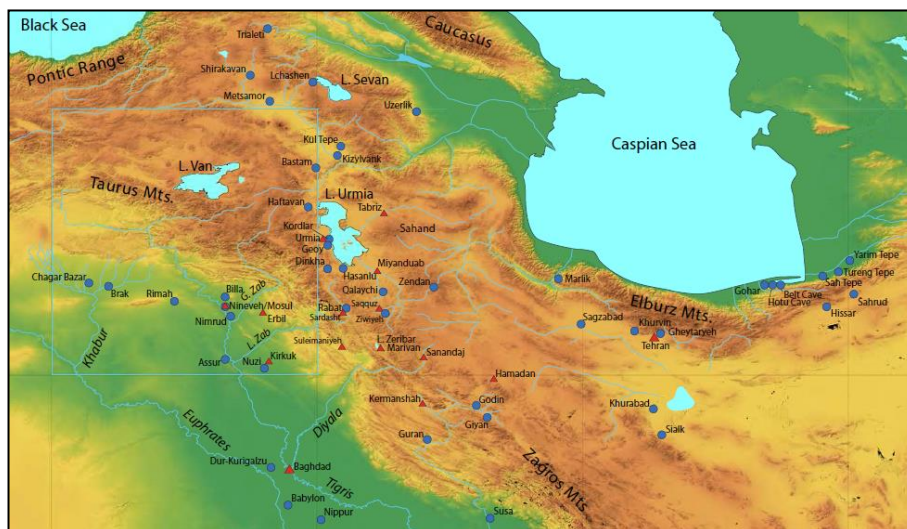 Black Sea
Trialeti
Caucasus
Pontic Range
Shirakavan
Lchashen
L. Sevan
Metsamor
Uzerlik
Kül Tepe
Kizylvank
Caspian Sea
Bastam
L. Van
Taurus Mts.
L. Urmia
Haftavan
Tabriz
Kordlar
Sahand
Urmia
Geoy
Dinkha
Hasanlu
Miyanduab
Yarim Tepe
Tureng Tepe
Sah Tepe
Chagar Bazar
Brak
Rimah
Billa
G. Zab
Qalaychi
Zendan
Marlik
Gohar
Belt Cave
Hotu Cave
Sahrud
Hissar
Nineveh/Mosul
Nimrud
Erbil
Rabat
Saqquz
Sardasht
Ziwiyeh
Elburz Mts.
Sagzabad
Khurvin
Gheytaryeh
Tehran
Khabur
L. Zab
Suleimaniyeh
L. Zeribar
Marivan
Sanandaj
Assur
Nuzi
Kirkuk
Hamadan
Kermanshah
Godin
Giyan
Khurabad
Sialk
Euphrates
Diyala
Guran
Zagros Mts
Dur-Kurigalzu
Baghdad
Tigris
Babylon
Nippur
Susa